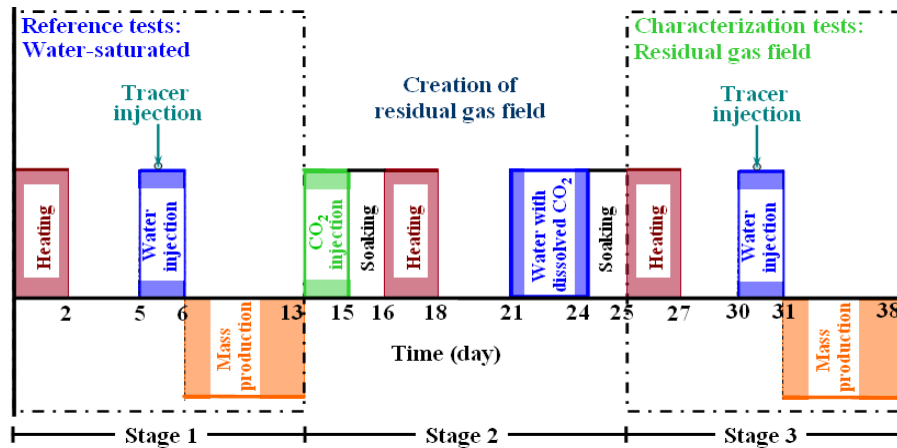 Reference tests:
Water-saturated
Characterization tests:
Residual gas field
Creation of
residual gas field
Tracer
injection
Tracer
injection
Heating
Water
injection
CO₂
injection
Soaking
Heating
Water with
dissolved CO₂
Soaking
Heating
Water
injection
2 5 6 13 15 16 18 21 24 25 27 30 31 38
Mass
production
Time (day)
Mass
production
Stage 1 Stage 2 Stage 3